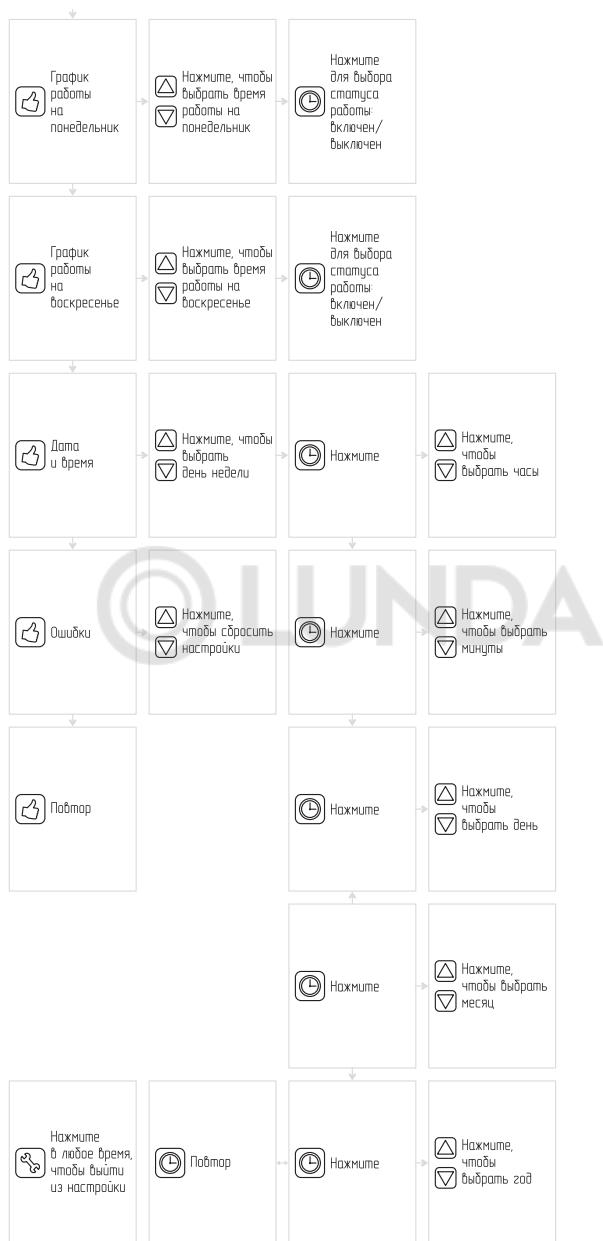 График
работы
на
понедельник
Нажмите, чтобы
выбрать время
работы на
понедельник
Нажмите
для выбора
статуса
работы:
включен/
выключен
График
работы
на
воскресенье
Нажмите, чтобы
выбрать время
работы на
воскресенье
Нажмите
для выбора
статуса
работы:
включен/
выключен
Дата
и время
Нажмите, чтобы
выбрать
день недели
Нажмите
Нажмите,
чтобы
выбрать часы
Ошибки
Нажмите,
чтобы сбросить
настройки
Нажмите
Нажмите,
чтобы выбрать
минуты
LUNDA
Повтор
Нажмите
Нажмите,
чтобы
выбрать день
Нажмите
Нажмите,
чтобы выбрать
месяц
Нажмите
в любое время,
чтобы выйти
из настройки
Повтор
Нажмите
Нажмите,
чтобы
выбрать год